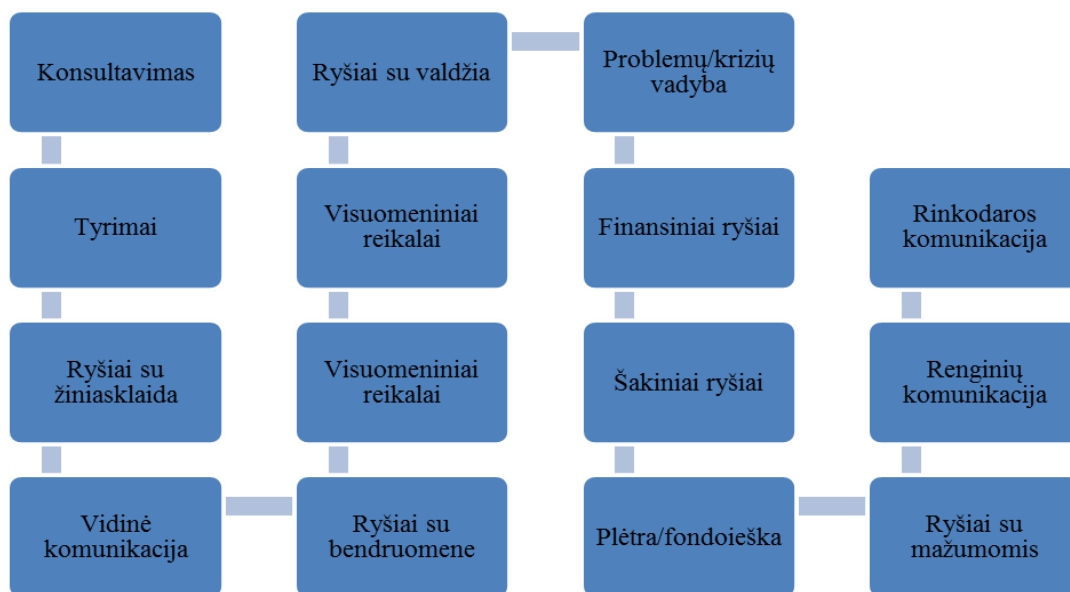 Konsultavimas
Tyrimai
Ryšiai su
žiniasklaida
Vidinė
komunikacija
Ryšiai su
bendruomene
Visuomeniniai
reikalai
Visuomeniniai
reikalai
Ryšiai su valdžia
Problemų/krizių
vadyba
Finansiniai ryšiai
Šakiniai ryšiai
Plėtra/fondoieška
Ryšiai su
mažumomis
Renginių
komunikacija
Rinkodaros
komunikacija